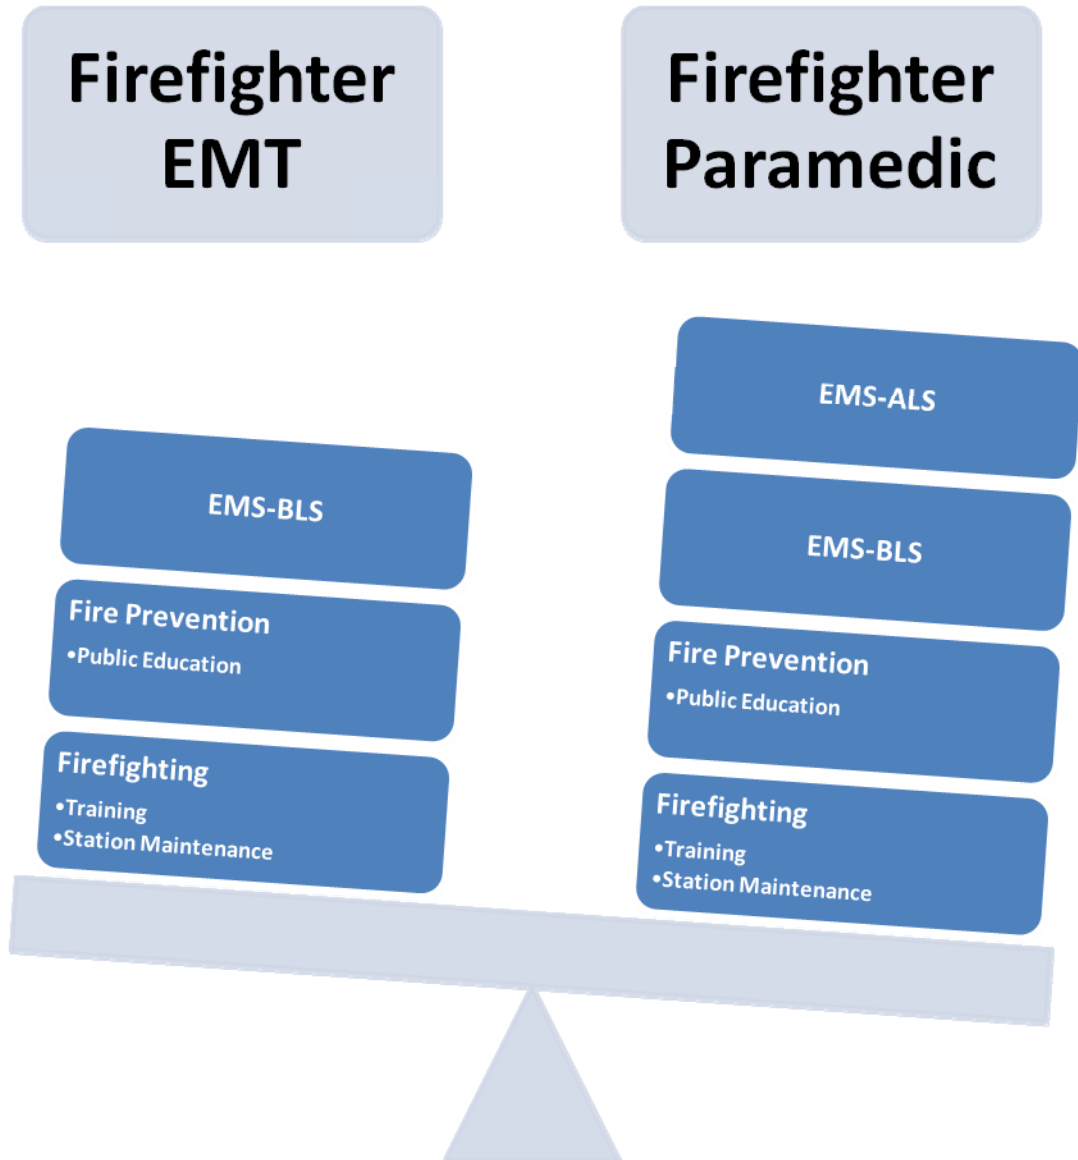 Firefighter
EMT
Firefighter
Paramedic
EMS-BLS
Fire Prevention
•Public Education
Firefighting
•Training
•Station Maintenance
EMS-ALS
EMS-BLS
Fire Prevention
•Public Education
Firefighting
•Training
•Station Maintenance